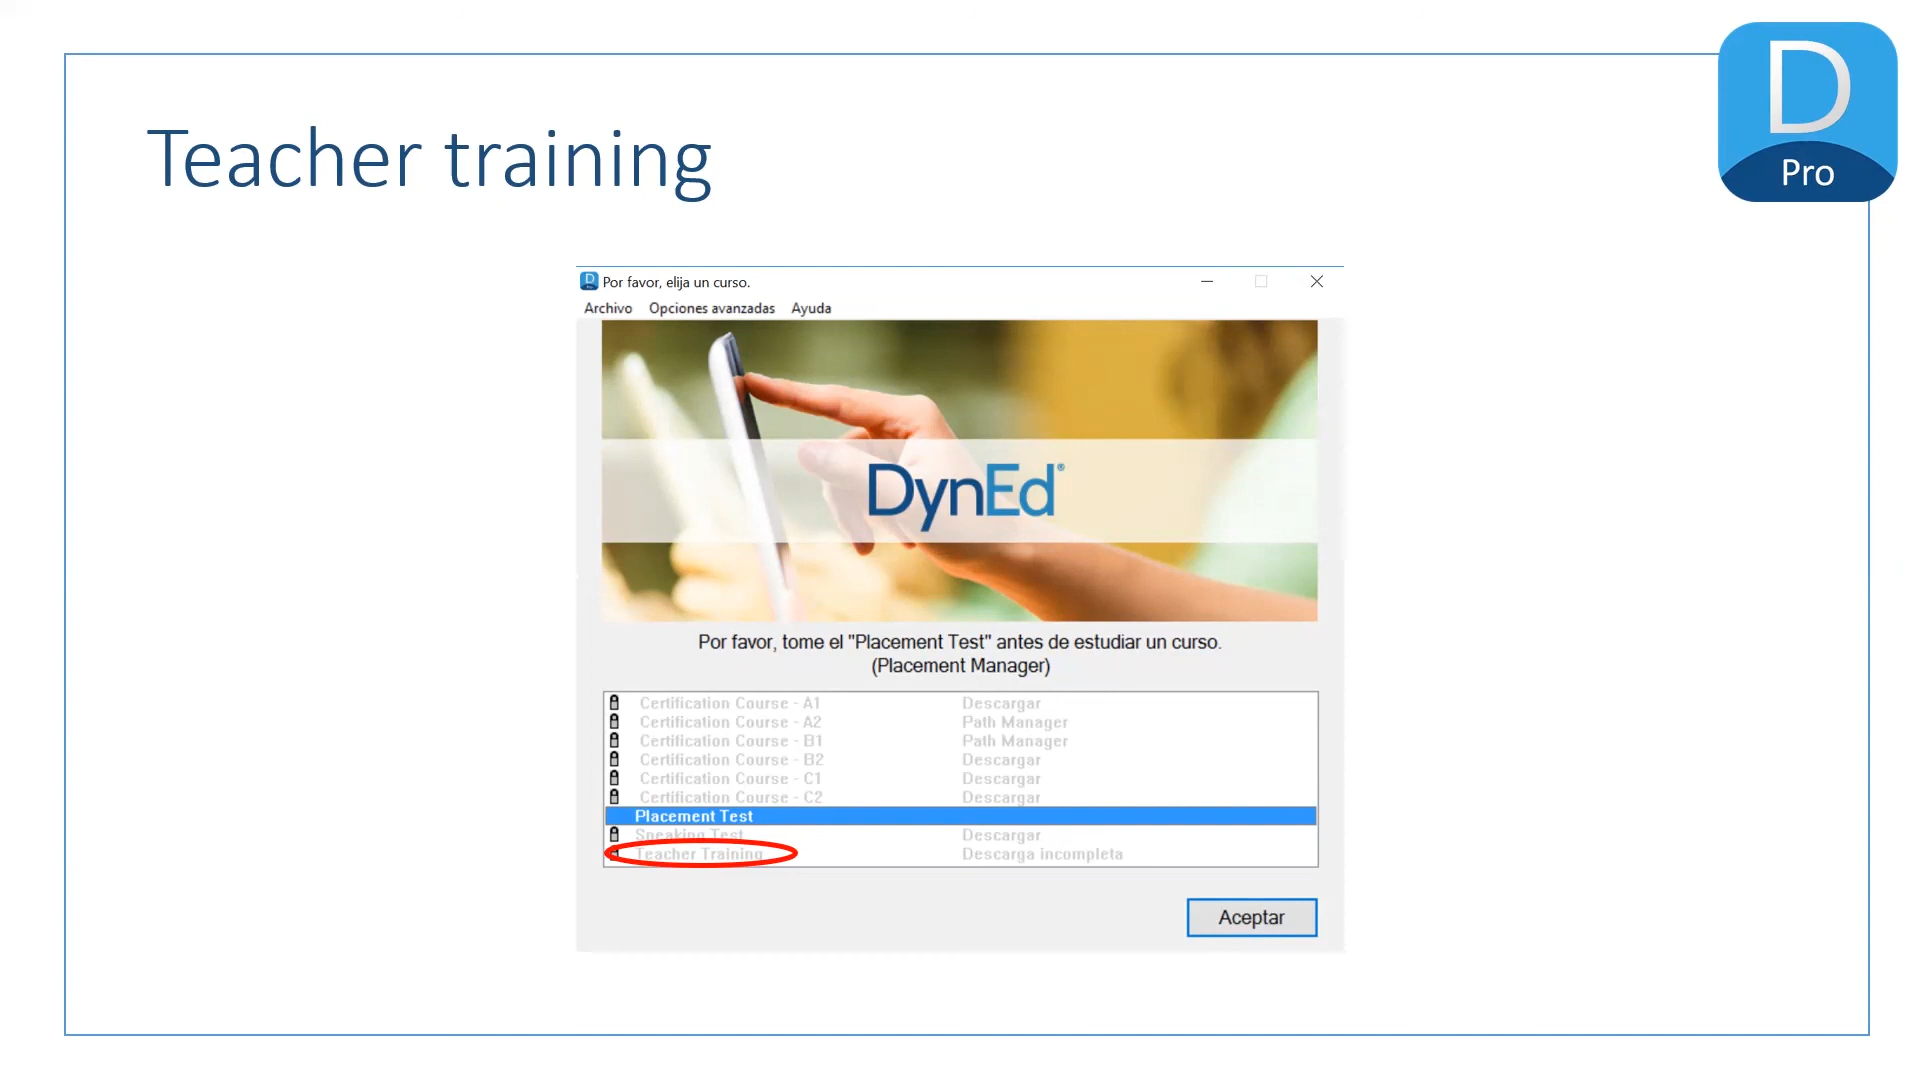 D
Pro
Teacher training
Por favor, elija un curso.
Archivo Opciones avanzadas Ayuda
DynEd®
Por favor, tome el "Placement Test" antes de estudiar un curso.
(Placement Manager)
Certification Course - A1 Descargar
Certification Course - A2 Path Manager
Certification Course - B1 Path Manager
Certification Course - B2 Descargar
Certification Course - C1 Descargar
Certification Course - C2 Descargar
Placement Test
Speaking Test Descargar
Teacher Training Descarga incompleta
Aceptar